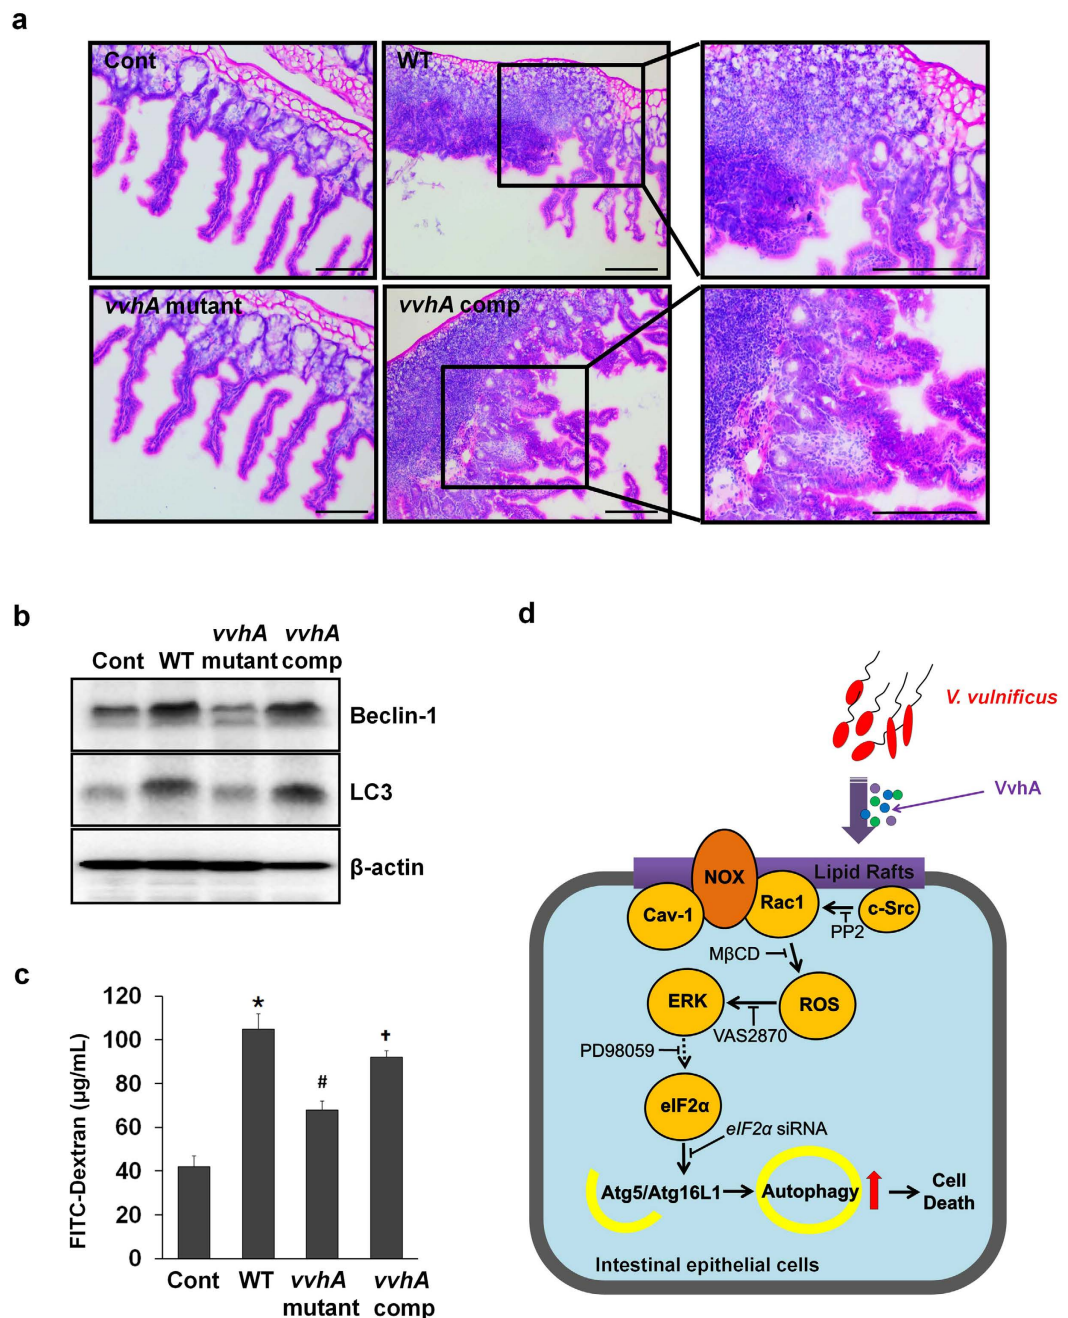 a
Cont
WT
vvhA mutant
vvhA comp
b
Cont WT vvhA mutant vvhA comp
Beclin-1
LC3
β-actin
c
FITC-Dextran (μg/mL)
120
100
80
60
40
20
0
*
#
✝
Cont WT vvhA mutant vvhA comp
d
V. vulnificus
VvhA
Lipid Rafts
NOX
Cav-1
Rac1
c-Src
PP2
MβCD
ERK
ROS
VAS2870
PD98059
eIF2α
eIF2α siRNA
Atg5/Atg16L1
Autophagy
Cell
Death
Intestinal epithelial cells